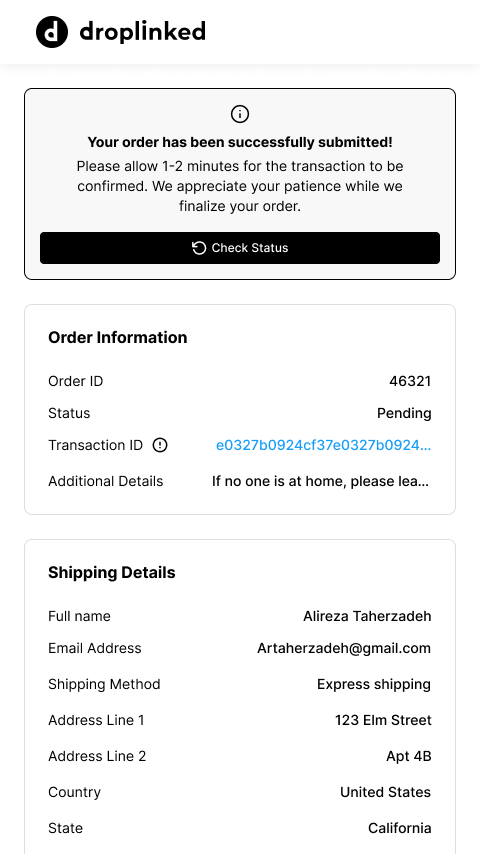 droplinked
Your order has been successfully submitted!
Please allow 1-2 minutes for the transaction to be
confirmed. We appreciate your patience while we
finalize your order.
Check Status
Order Information
Order ID 46321
Status Pending
Transaction ID e0327b0924cf37e0327b0924...
Additional Details If no one is at home, please lea...
Shipping Details
Full name Alireza Taherzadeh
Email Address Artaherzadeh@gmail.com
Shipping Method Express shipping
Address Line 1 123 Elm Street
Address Line 2 Apt 4B
Country United States
State California